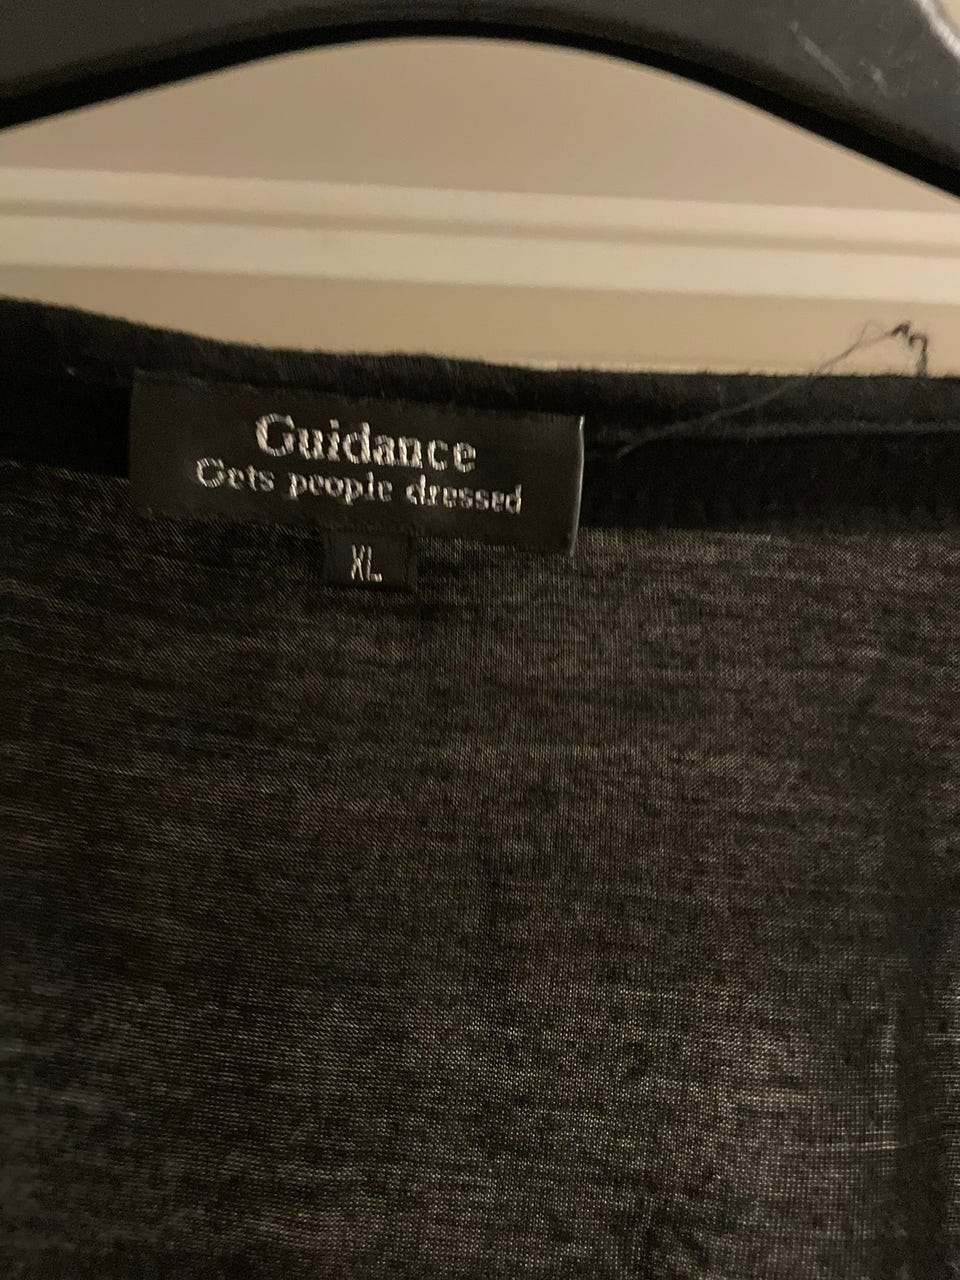 Guidance
Gets people dressed
XL